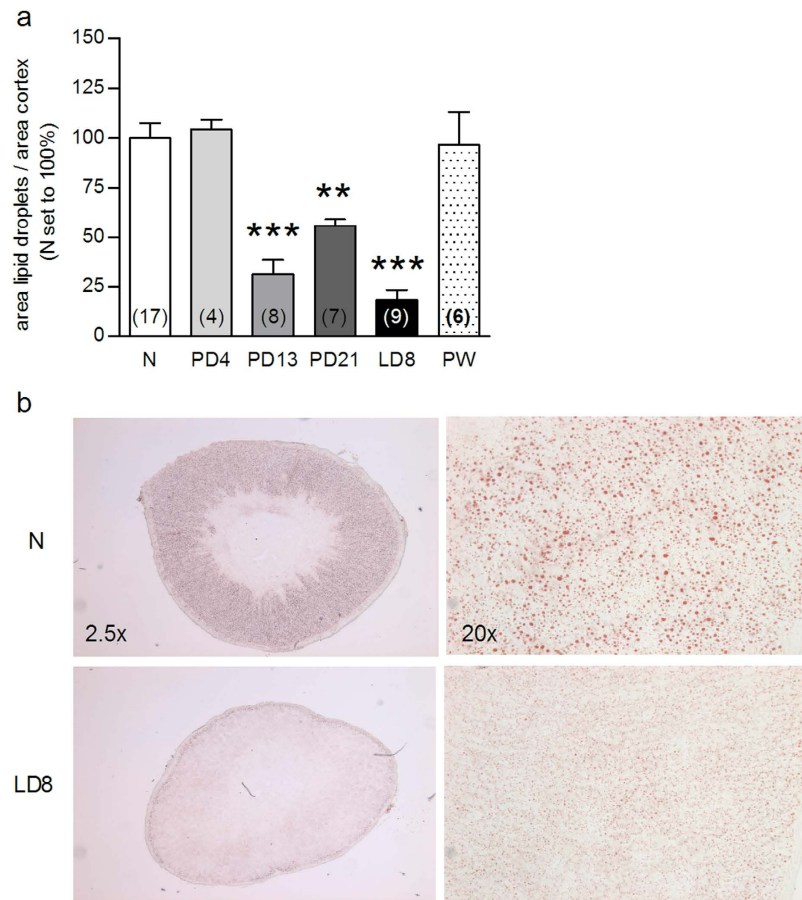 a
area lipid droplets / area cortex
(N set to 100%)
150
125
100
75
50
25
0
***
**
***
(17)
(4)
(8)
(7)
(9)
(6)
N
PD4
PD13
PD21
LD8
PW
b
N
2.5x
20x
LD8